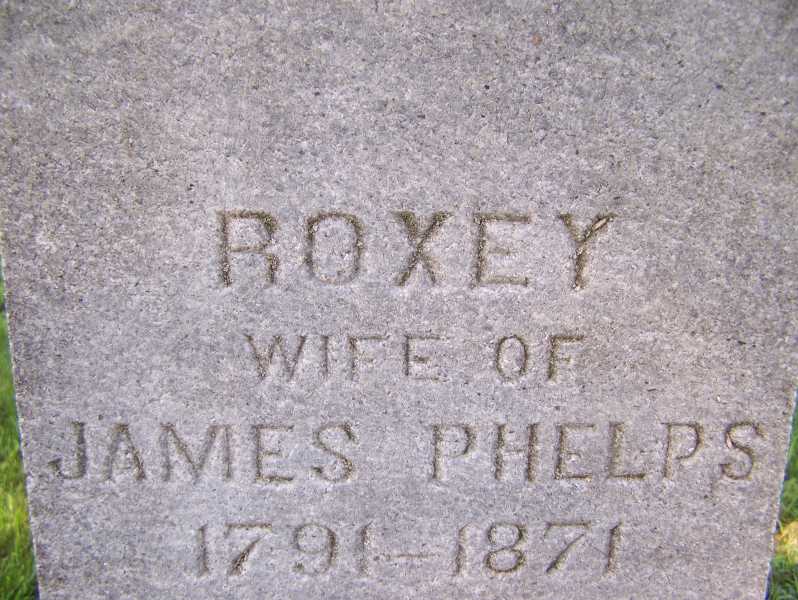 ROXEY
WIFE OF
JAMES PHELPS
1791—1871